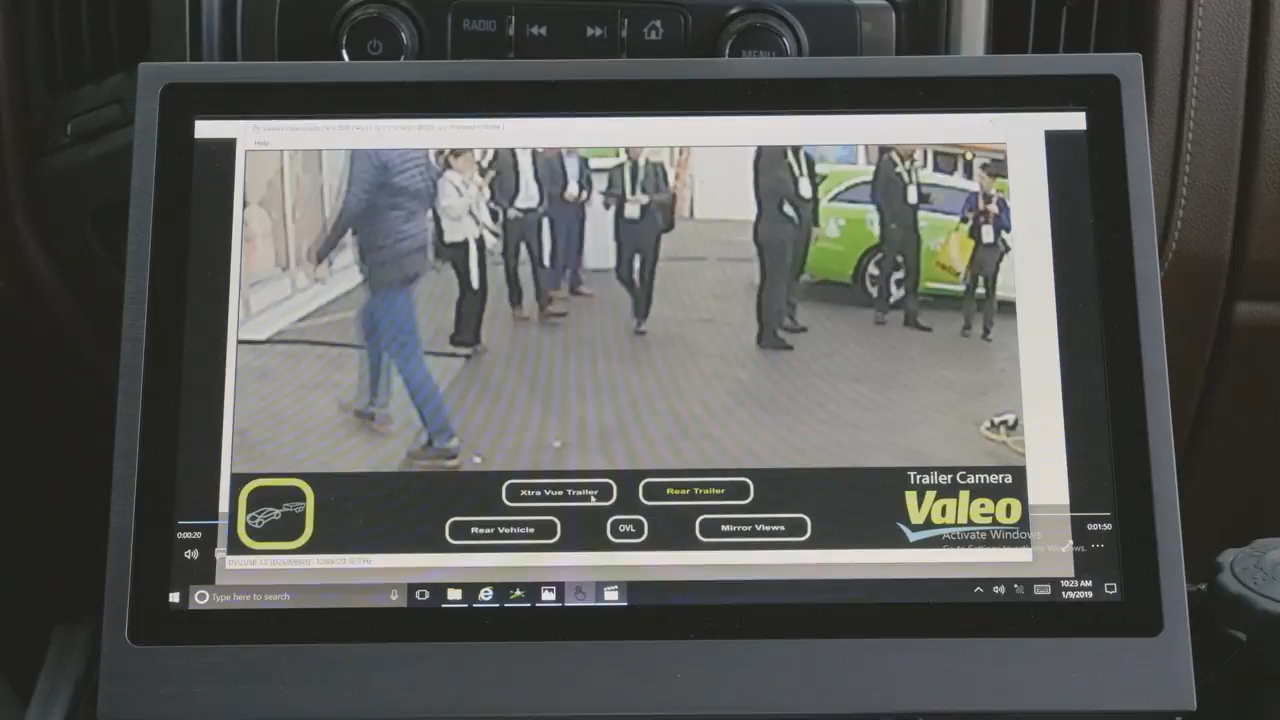 RADIO
MENU
Help
Trailer Camera
Valeo
Xtra Vue Trailer
Rear Trailer
Rear Vehicle
OVL
Mirror Views
Activate Windows
0:00:20
0:01:50
Type here to search
10:23 AM
1/9/2019